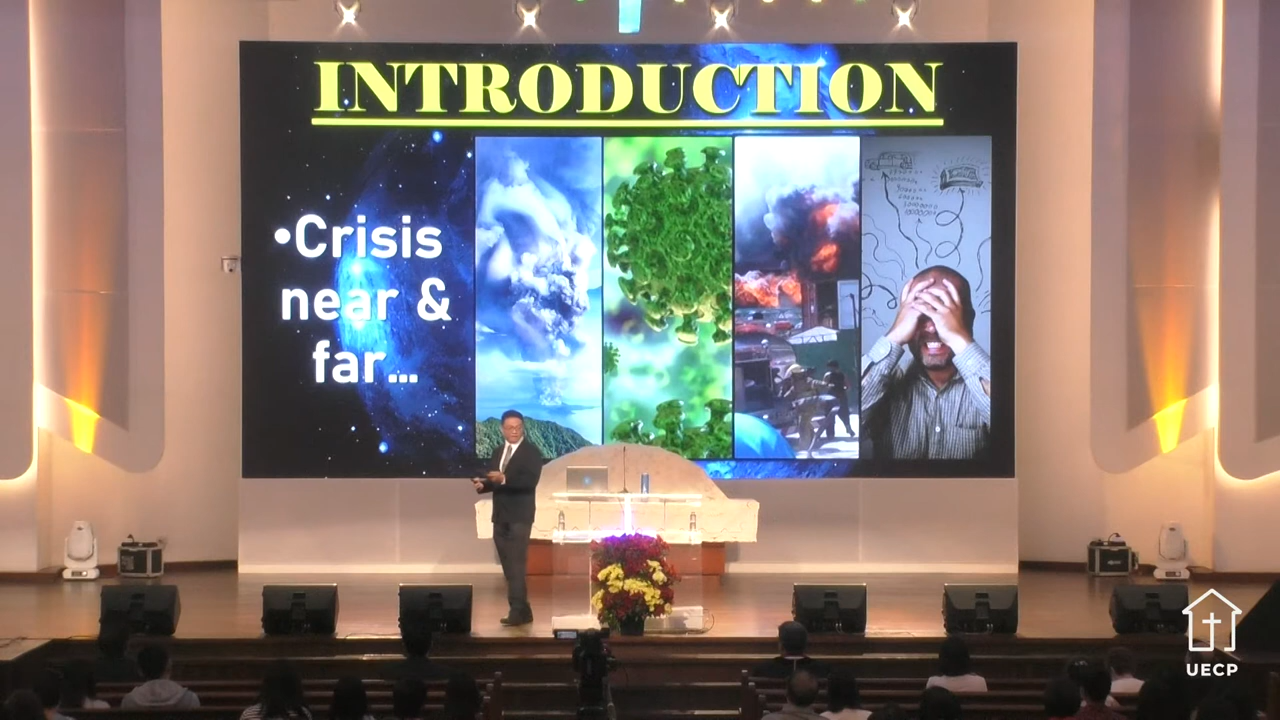 INTRODUCTION
•Crisis
near &
far...
UECP